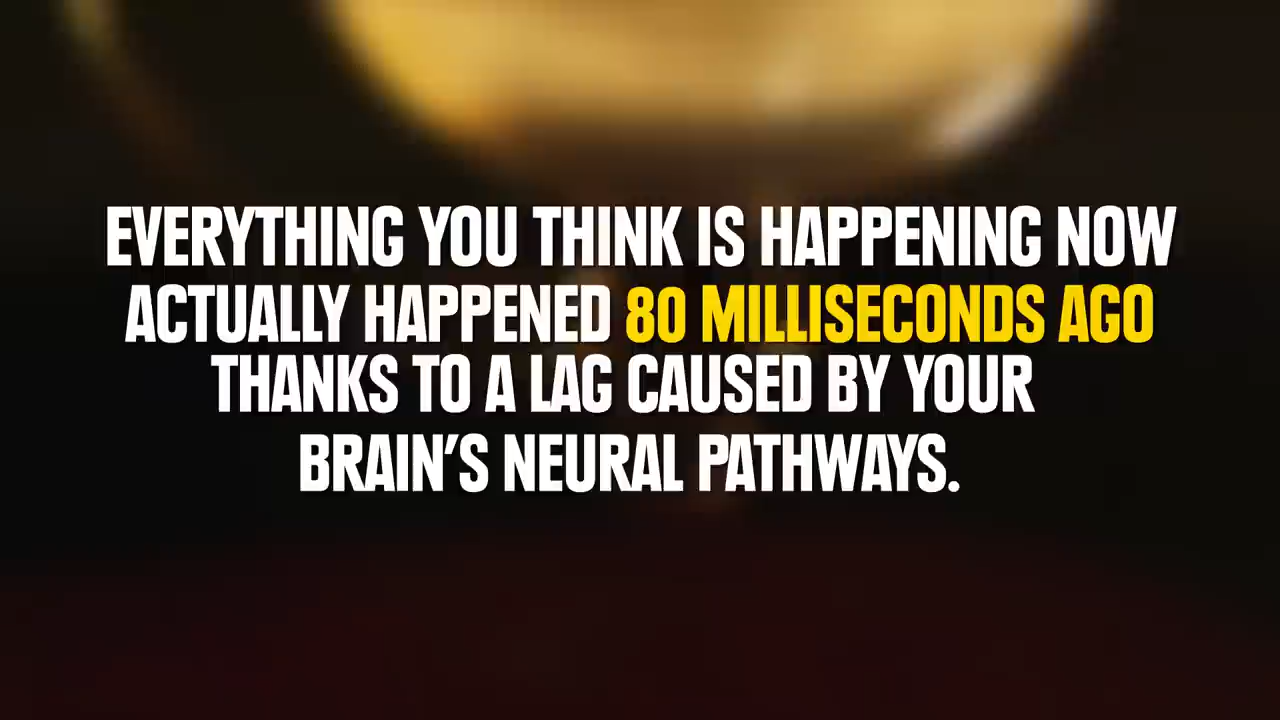 EVERYTHING YOU THINK IS HAPPENING NOW
ACTUALLY HAPPENED 80 MILLISECONDS AGO
THANKS TO A LAG CAUSED BY YOUR
BRAIN'S NEURAL PATHWAYS.